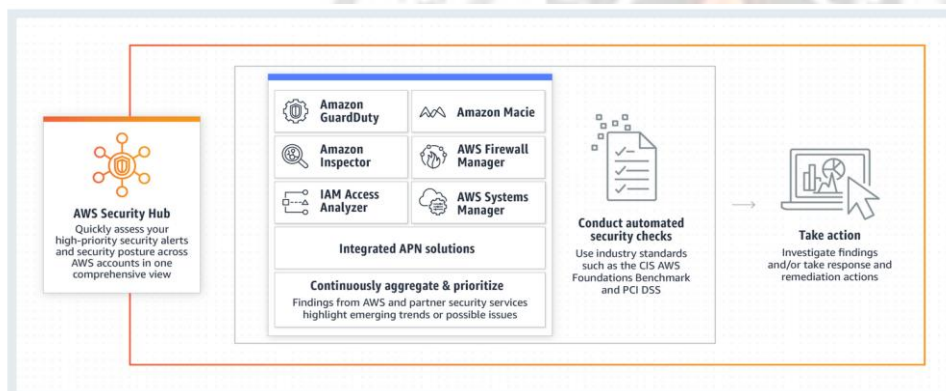 AWS Security Hub
Quickly assess your
high-priority security alerts
and security posture across
AWS accounts in one
comprehensive view
Amazon
GuardDuty
Amazon Macie
Amazon
Inspector
AWS Firewall
Manager
IAM Access
Analyzer
AWS Systems
Manager
Integrated APN solutions
Continuously aggregate & prioritize
Findings from AWS and partner security services
highlight emerging trends or possible issues
Conduct automated
security checks
Use industry standards
such as the CIS AWS
Foundations Benchmark
and PCI DSS
Take action
Investigate findings
and/or take response and
remediation actions